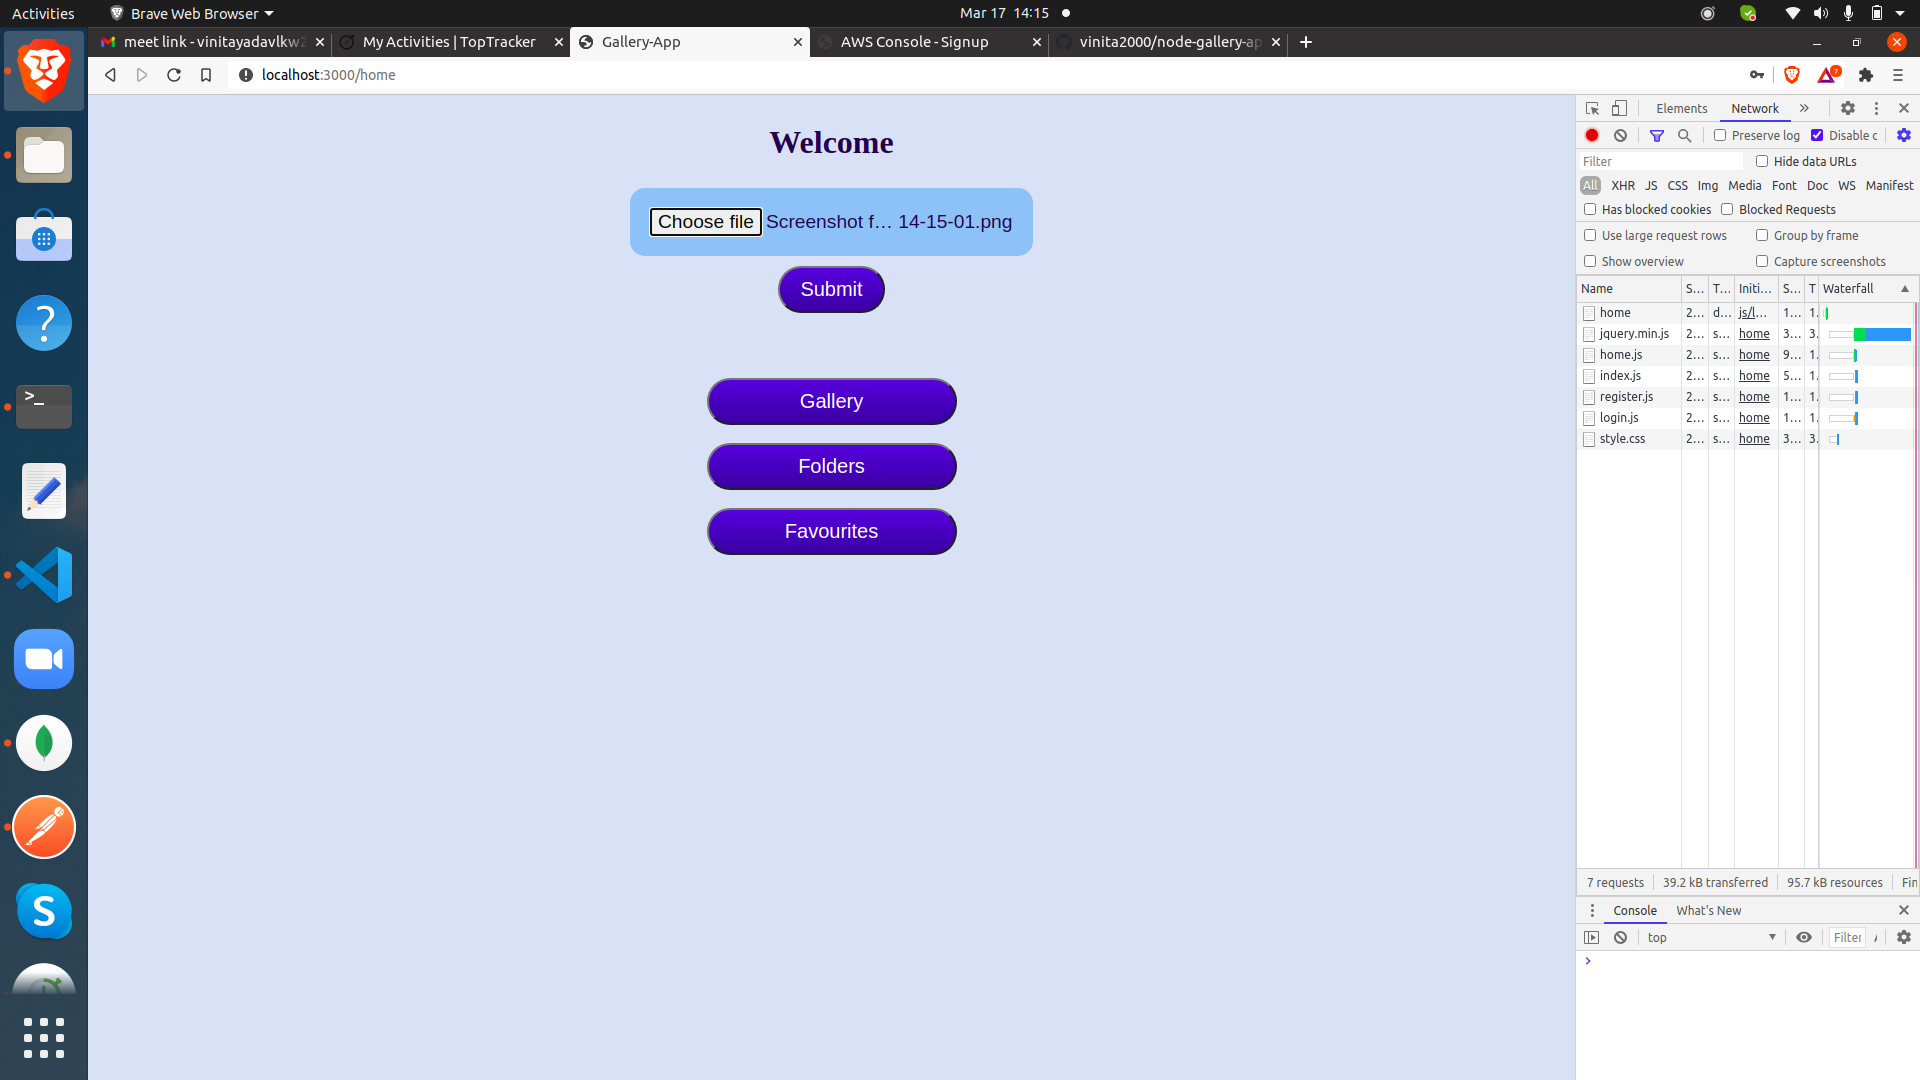 Activities
Brave Web Browser
Mar 17 14:15
meet link - vinitayadavlkw2
My Activities | TopTracker
Gallery-App
AWS Console - Signup
vinita2000/node-gallery-ap
localhost:3000/home
7
Welcome
Choose file Screenshot f… 14-15-01.png
Submit
Gallery
Folders
Favourites
Elements Network
Preserve log Disable c
Filter Hide data URLs
All XHR JS CSS Img Media Font Doc WS Manifest
Has blocked cookies Blocked Requests
Use large request rows Group by frame
Show overview Capture screenshots
Name S… T… Initi… S… T Waterfall
home 2… d… js/l… 1… 1.
jquery.min.js 2… s… home 3… 3.
home.js 2… s… home 9… 1.
index.js 2… s… home 5… 1.
register.js 2… s… home 1… 1.
login.js 2… s… home 1… 1.
style.css 2… s… home 3… 3.
7 requests 39.2 kB transferred 95.7 kB resources Fin
Console What's New
top Filter